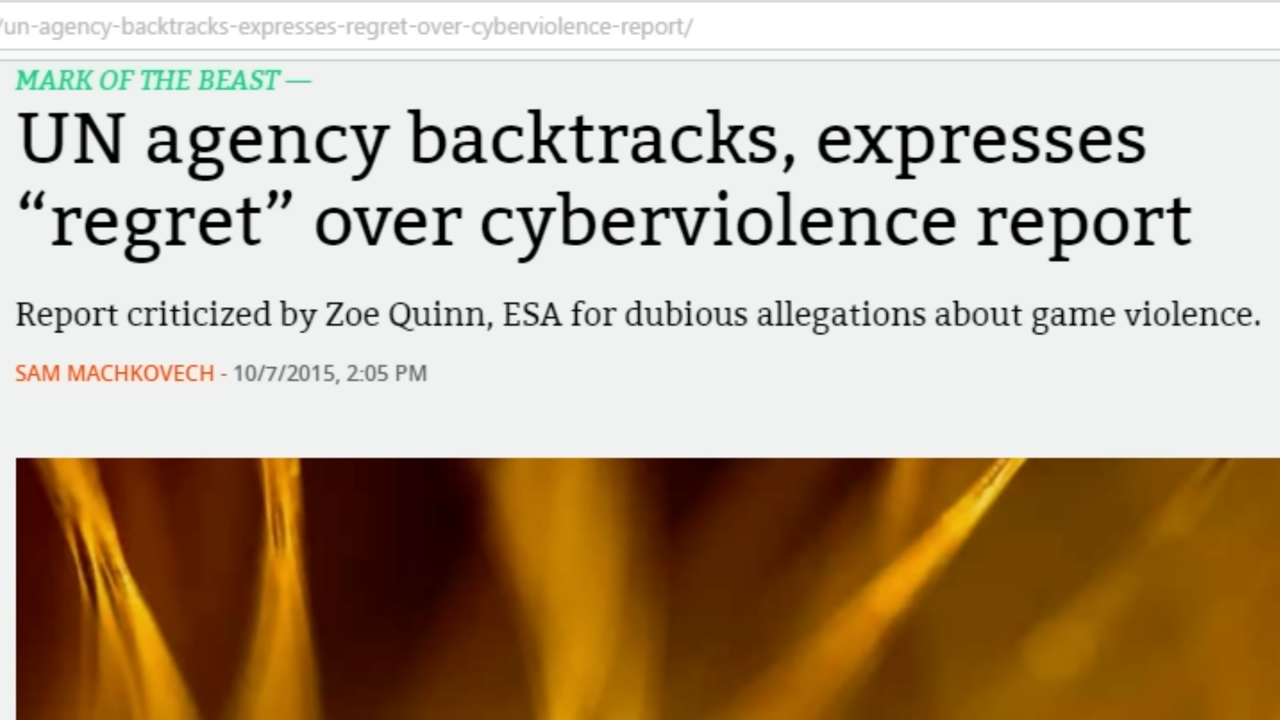 /un-agency-backtracks-expresses-regret-over-cyberviolence-report/
MARK OF THE BEAST —
UN agency backtracks, expresses
“regret” over cyberviolence report
Report criticized by Zoe Quinn, ESA for dubious allegations about game violence.
SAM MACHKOVECH - 10/7/2015, 2:05 PM